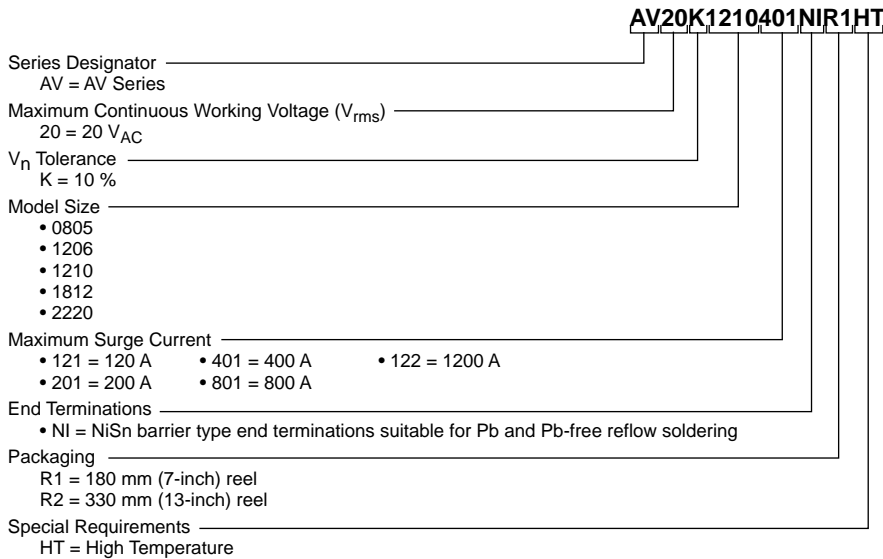 AV20K1210401NIR1HT
Series Designator
AV = AV Series
Maximum Continuous Working Voltage (Vrms)
20 = 20 VAC
Vn Tolerance
K = 10 %
Model Size
• 0805
• 1206
• 1210
• 1812
• 2220
Maximum Surge Current
• 121 = 120 A • 401 = 400 A • 122 = 1200 A
• 201 = 200 A • 801 = 800 A
End Terminations
• NI = NiSn barrier type end terminations suitable for Pb and Pb-free reflow soldering
Packaging
R1 = 180 mm (7-inch) reel
R2 = 330 mm (13-inch) reel
Special Requirements
HT = High Temperature